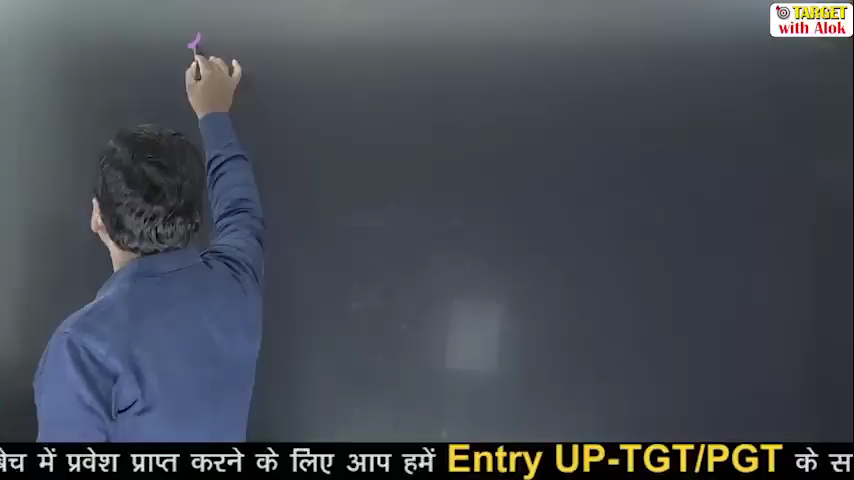 TARGET
with Alok
बैच में प्रवेश प्राप्त करने के लिए आप हमें Entry UP-TGT/PGT के